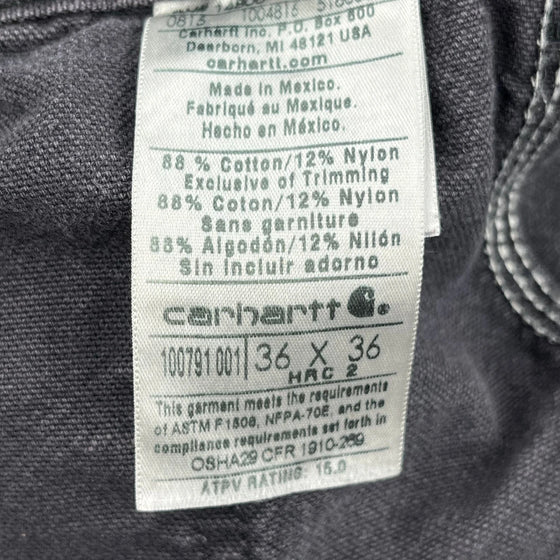 0813 1004816
Carhartt Inc. P.O. Box 600
Dearborn, MI 48121 USA
carhartt.com
Made in Mexico.
Fabriqué au Mexique.
Hecho en México.
88 % Cotton/12% Nylon
Exclusive of Trimming
88% Coton/12% Nylon
Sans garniture
88% Algodón/12% Nilón
Sin incluir adorno
carhartt ®
100791 001 36 X 36
HRC 2
This garment meets the requirements
of ASTM F1506, NFPA-70E, and the
compliance requirements set forth in
OSHA29 CFR 1910-269
ATPV RATING: 15.0